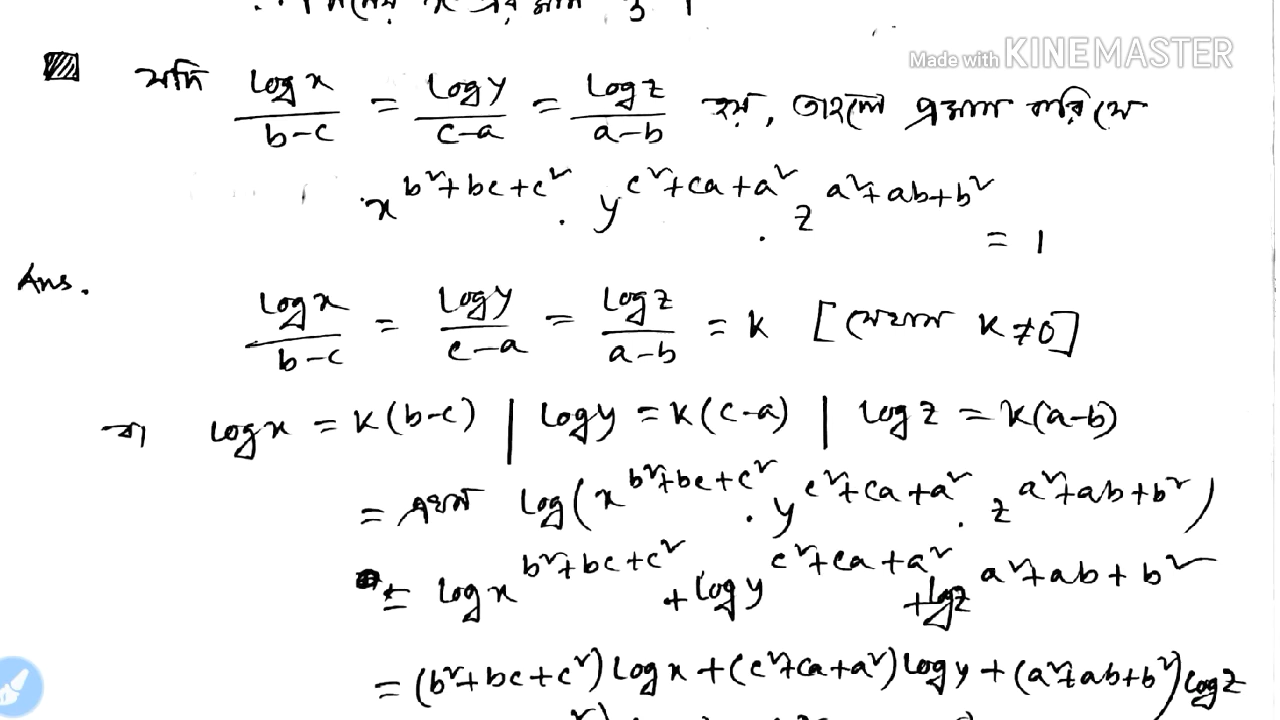 Made with KINEMASTER
যদি log x / b-c = log y / c-a = log z / a-b হয়, তাহলে প্রমাণ করি যে
x^(b²+bc+c²) . y^(c²+ca+a²) . z^(a²+ab+b²) = 1
Ans.
log x / b-c = log y / c-a = log z / a-b = k [যেখানে k ≠ 0]
বা log x = k(b-c) | log y = k(c-a) | log z = k(a-b)
= এখন log(x^(b²+bc+c²) . y^(c²+ca+a²) . z^(a²+ab+b²))
= log x^(b²+bc+c²) + log y^(c²+ca+a²) + log z^(a²+ab+b²)
= (b²+bc+c²) log x + (c²+ca+a²) log y + (a²+ab+b²) log z